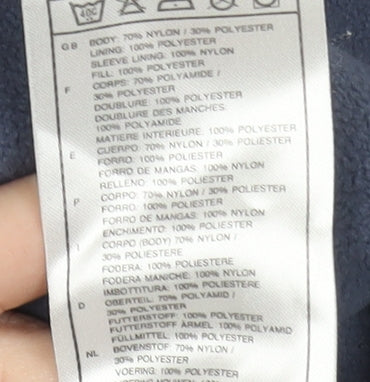 40C
GB BODY: 70% NYLON / 30% POLYESTER
LINING: 100% POLYESTER
SLEEVE LINING: 100% NYLON
FILL: 100% POLYESTER
F CORPS: 70% POLYAMIDE /
30% POLYESTER
DOUBLURE: 100% POLYESTER
DOUBLURE DES MANCHES:
100% POLYAMIDE
MATIERE INTERIEURE: 100% POLYESTER
E CUERPO: 70% NYLON / 30% POLIESTER
FORRO: 100% POLIESTER
FORRO DE MANGAS: 100% NYLON
RELLENO: 100% POLIESTER
P CORPO: 70% NYLON / 30% POLIESTER
FORRO: 100% POLIESTER
FORRO DE MANGAS: 100% NYLON
ENCHIMENTO: 100% POLIESTER
I CORPO (BODY) 70% NYLON /
30% POLIESTERE
FODERA: 100% POLIESTERE
FODERA MANICHE: 100% NYLON
IMBOTTITURA: 100% POLIESTERE
D OBERTEIL: 70% POLYAMID /
30% POLYESTER
FUTTERSTOFF: 100% POLYESTER
FUTTERSTOFF ÄRMEL: 100% POLYAMID
FÜLLMITTEL: 100% POLYESTER
NL BOVENSTOF: 70% NYLON /
30% POLYESTER
VOERING: 100% POLYESTER